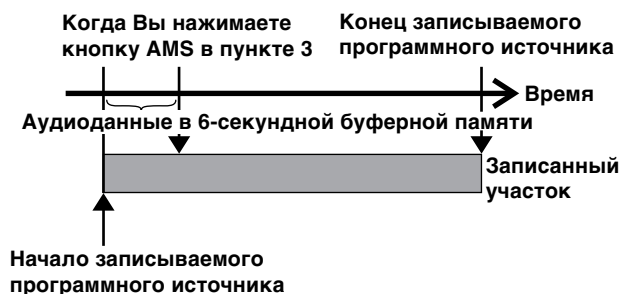 Когда Вы нажимаете
кнопку AMS в пункте 3
Конец записываемого
программного источника
Время
Аудиоданные в 6-секундной буферной памяти
Записанный
участок
Начало записываемого
программного источника